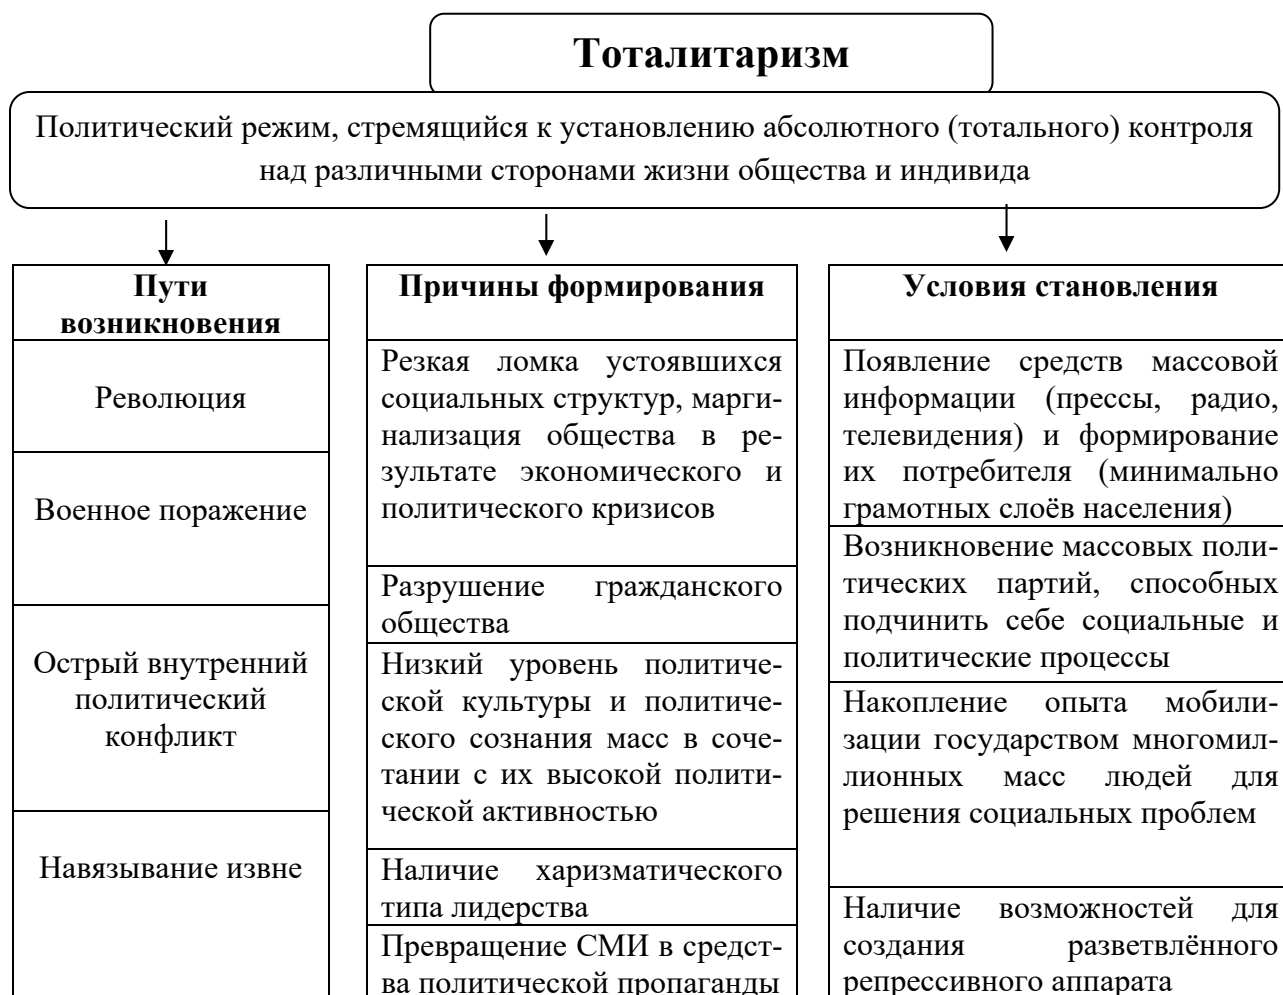 Тоталитаризм
Политический режим, стремящийся к установлению абсолютного (тотального) контроля
над различными сторонами жизни общества и индивида
Пути
возникновения
Революция
Военное поражение
Острый внутренний
политический
конфликт
Навязывание извне
Причины формирования
Резкая ломка устоявшихся
социальных структур, марги-
нализация общества в ре-
зультате экономического и
политического кризисов
Разрушение гражданского
общества
Низкий уровень политиче-
ской культуры и политиче-
ского сознания масс в соче-
тании с их высокой полити-
ческой активностью
Наличие харизматического
типа лидерства
Превращение СМИ в средст-
ва политической пропаганды
Условия становления
Появление средств массовой
информации (прессы, радио,
телевидения) и формирование
их потребителя (минимально
грамотных слоёв населения)
Возникновение массовых поли-
тических партий, способных
подчинить себе социальные и
политические процессы
Накопление опыта мобили-
зации государством многомил-
лионных масс людей для
решения социальных проблем
Наличие возможностей для
создания разветвлённого
репрессивного аппарата